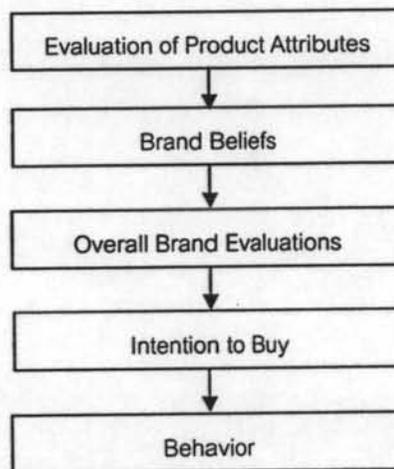 Evaluation of Product Attributes
Brand Beliefs
Overall Brand Evaluations
Intention to Buy
Behavior